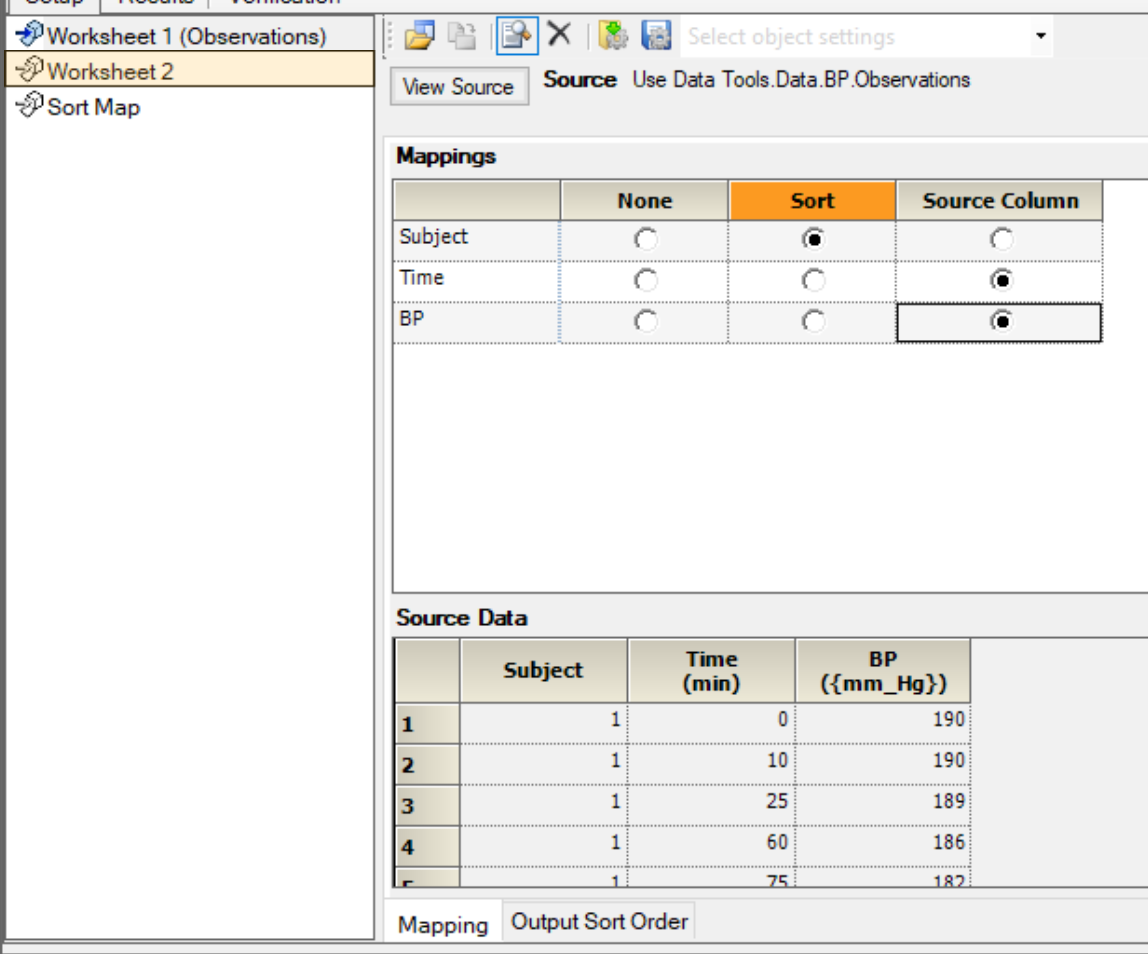 Setup Results Verification
Worksheet 1 (Observations)
Worksheet 2
Sort Map
Select object settings
View Source Source Use Data Tools.Data.BP.Observations
Mappings
None Sort Source Column
Subject
Time
BP
Source Data
Subject Time (min) BP ({mm_Hg})
1 1 0 190
2 1 10 190
3 1 25 189
4 1 60 186
5 1 75 182
Mapping Output Sort Order